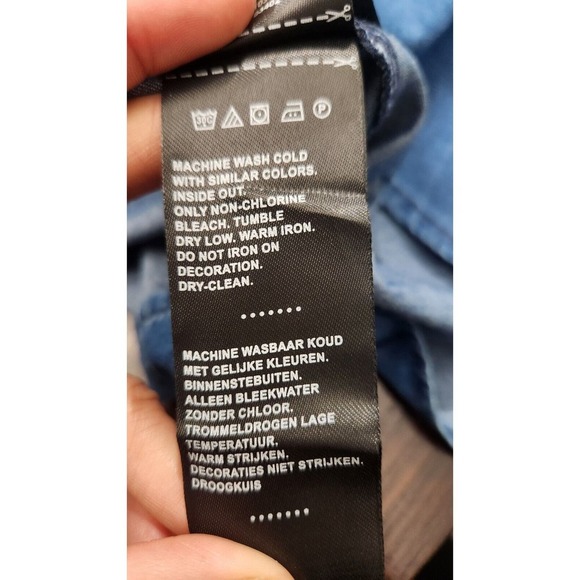 30C P
MACHINE WASH COLD
WITH SIMILAR COLORS.
INSIDE OUT.
ONLY NON-CHLORINE
BLEACH. TUMBLE
DRY LOW. WARM IRON.
DO NOT IRON ON
DECORATION.
DRY-CLEAN.
.......
MACHINE WASBAAR KOUD
MET GELIJKE KLEUREN.
BINNENSTEBUITEN.
ALLEEN BLEEKWATER
ZONDER CHLOOR.
TROMMELDROGEN LAGE
TEMPERATUUR.
WARM STRIJKEN.
DECORATIES NIET STRIJKEN.
DROOGKUIS
.......